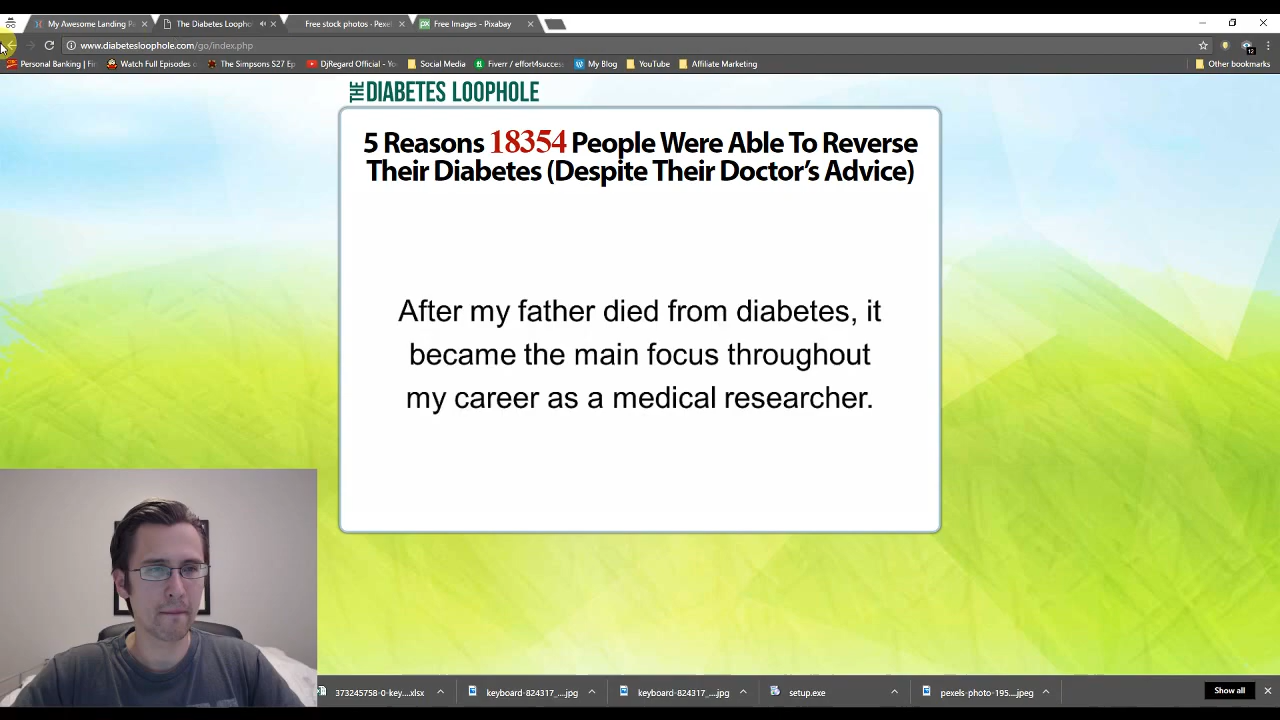 My Awesome Landing Pa
The Diabetes Loophol
Free stock photos · Pexel
Free Images - Pixabay
www.diabetesloophole.com/go/index.php
12
Personal Banking | Fin
Watch Full Episodes o
The Simpsons S27 Ep
DjRegard Official - Yo
Social Media
Fiverr / effort4success
My Blog
YouTube
Affiliate Marketing
Other bookmarks
THE DIABETES LOOPHOLE
5 Reasons 18354 People Were Able To Reverse
Their Diabetes (Despite Their Doctor's Advice)
After my father died from diabetes, it
became the main focus throughout
my career as a medical researcher.
373245758-0-key....xlsx
keyboard-824317_...jpg
keyboard-824317_...jpg
setup.exe
pexels-photo-195....jpeg
Show all